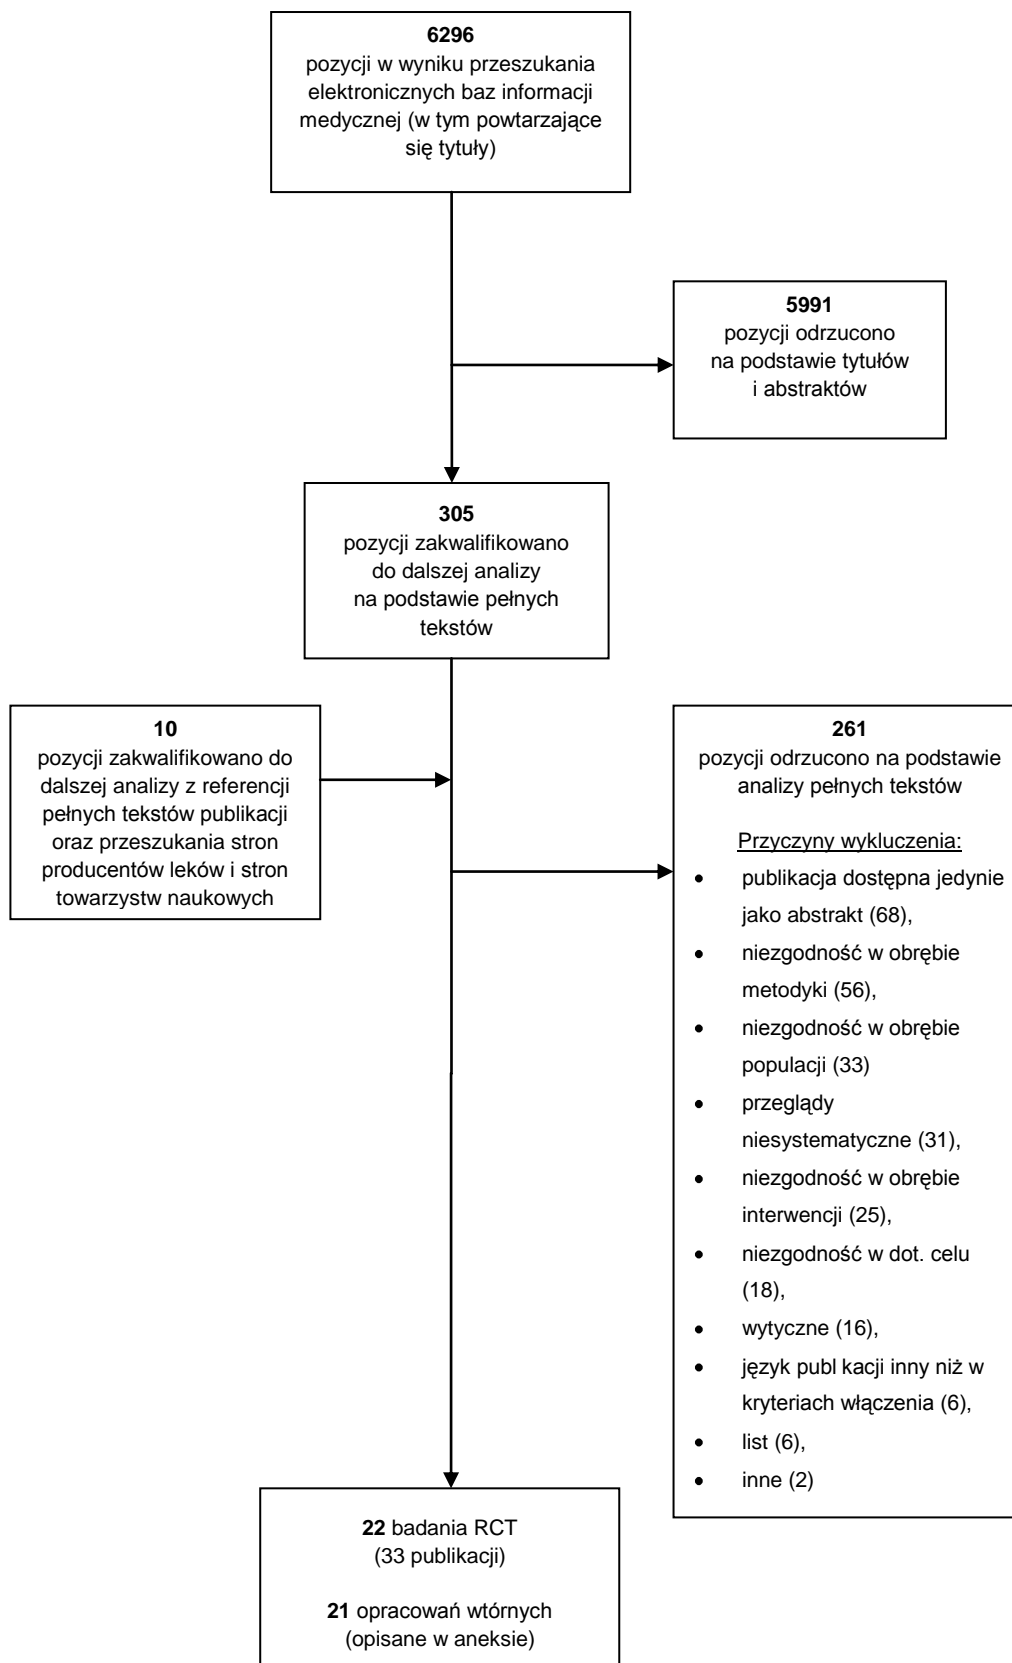 6296
pozycji w wyniku przeszukania
elektronicznych baz informacji
medycznej (w tym powtarzające
się tytuły)
5991
pozycji odrzucono
na podstawie tytułów
i abstraktów
305
pozycji zakwalifikowano
do dalszej analizy
na podstawie pełnych
tekstów
10
pozycji zakwalifikowano do
dalszej analizy z referencji
pełnych tekstów publikacji
oraz przeszukania stron
producentów leków i stron
towarzystw naukowych
261
pozycji odrzucono na podstawie
analizy pełnych tekstów
Przyczyny wykluczenia:
• publikacja dostępna jedynie
jako abstrakt (68),
• niezgodność w obrębie
metodyki (56),
• niezgodność w obrębie
populacji (33)
• przeglądy
niesystematyczne (31),
• niezgodność w obrębie
interwencji (25),
• niezgodność w dot. celu
(18),
• wytyczne (16),
• język publ kacji inny niż w
kryteriach włączenia (6),
• list (6),
• inne (2)
22 badania RCT
(33 publikacji)
21 opracowań wtórnych
(opisane w aneksie)